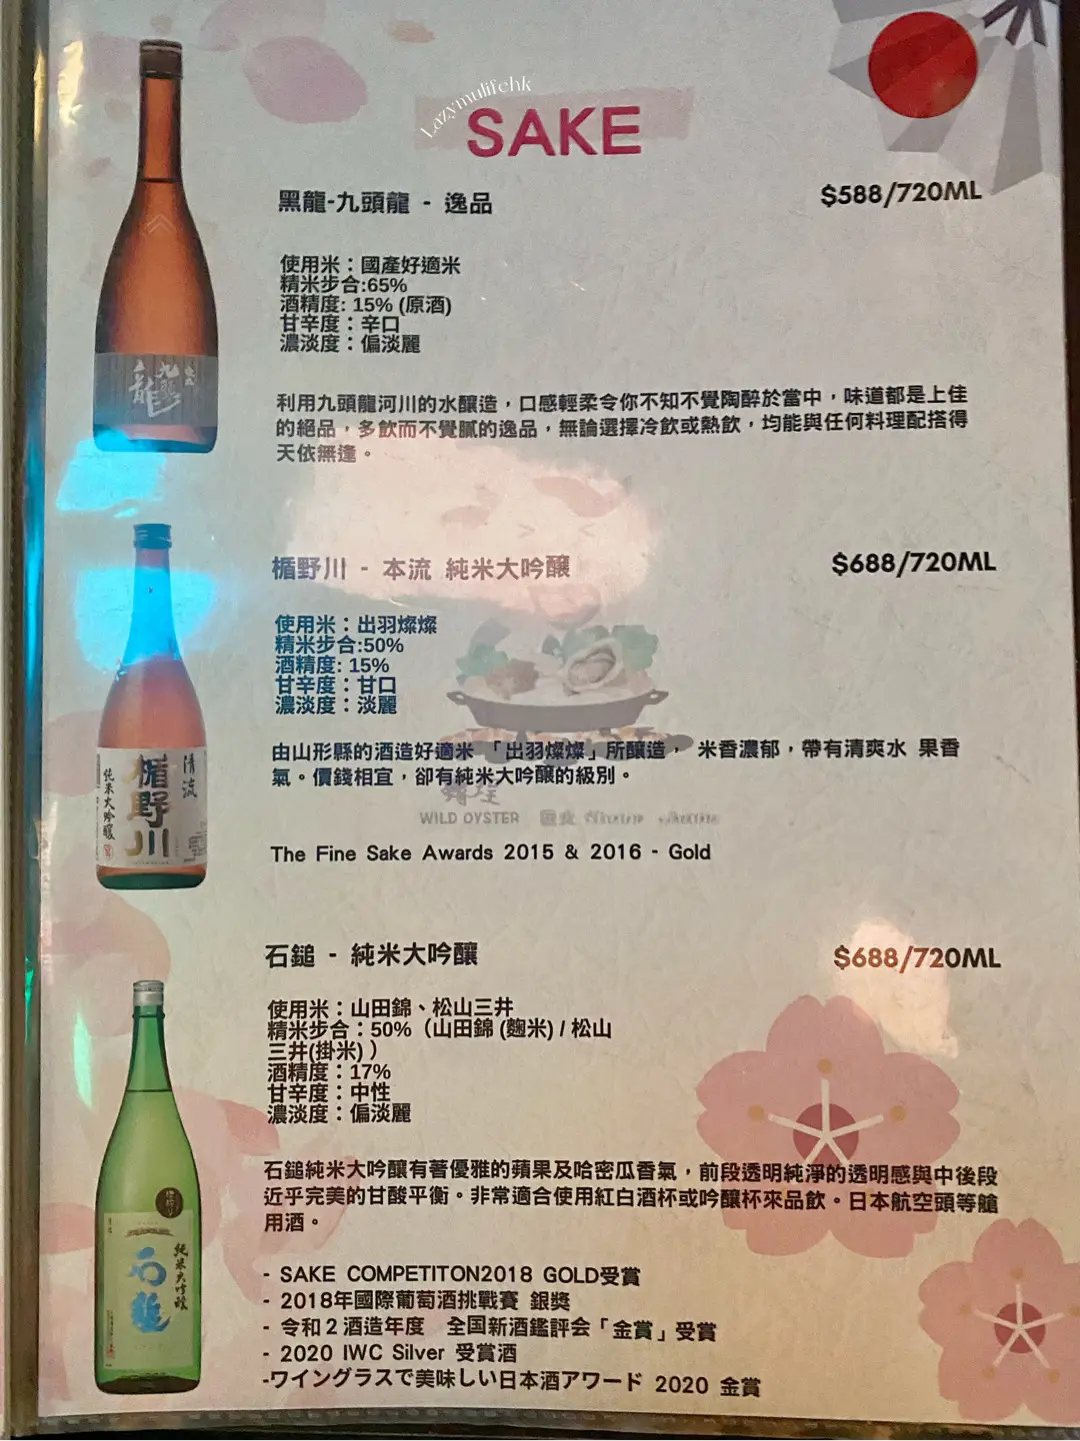 Lazymulifehk
SAKE
黑龍-九頭龍 - 逸品
$588/720ML
使用米：國產好適米
精米步合:65%
酒精度: 15% (原酒)
甘辛度：辛口
濃淡度：偏淡麗
利用九頭龍河川的水釀造，口感輕柔令你不知不覺陶醉於當中，味道都是上佳
的絕品，多飲而不覺膩的逸品，無論選擇冷飲或熱飲，均能與任何料理配搭得
天依無逢。
九頭龍
楯野川 - 本流 純米大吟釀
$688/720ML
使用米：出羽燦燦
精米步合:50%
酒精度: 15%
甘辛度：甘口
濃淡度：淡麗
由山形縣的酒造好適米 「出羽燦燦」所釀造， 米香濃郁，帶有清爽水 果香
氣。價錢相宜，卻有純米大吟釀的級別。
WILD OYSTER
The Fine Sake Awards 2015 & 2016 - Gold
清流
楯野川
純米大吟醸
石鎚 - 純米大吟釀
$688/720ML
使用米：山田錦、松山三井
精米步合：50%（山田錦 (麴米) / 松山
三井(掛米) ）
酒精度：17%
甘辛度：中性
濃淡度：偏淡麗
石鎚純米大吟釀有著優雅的蘋果及哈密瓜香氣，前段透明純淨的透明感與中後段
近乎完美的甘酸平衡。非常適合使用紅白酒杯或吟釀杯來品飲。日本航空頭等艙
用酒。
純米大吟醸
石鎚
- SAKE COMPETITON2018 GOLD受賞
- 2018年國際葡萄酒挑戰賽 銀獎
- 令和２酒造年度　全国新酒鑑評会「金賞」受賞
- 2020 IWC Silver 受賞酒
-ワイングラスで美味しい日本酒アワード 2020 金賞